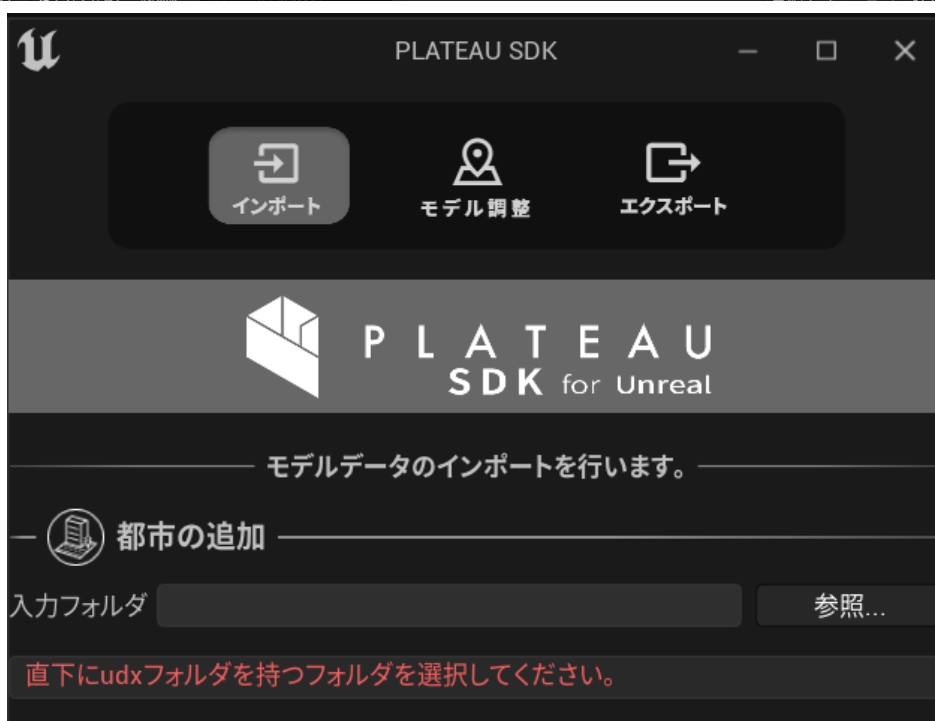 PLATEAU SDK
インポート
モデル調整
エクスポート
PLATEAU
SDK for Unreal
モデルデータのインポートを行います。
都市の追加
入力フォルダ
参照...
直下にudxフォルダを持つフォルダを選択してください。